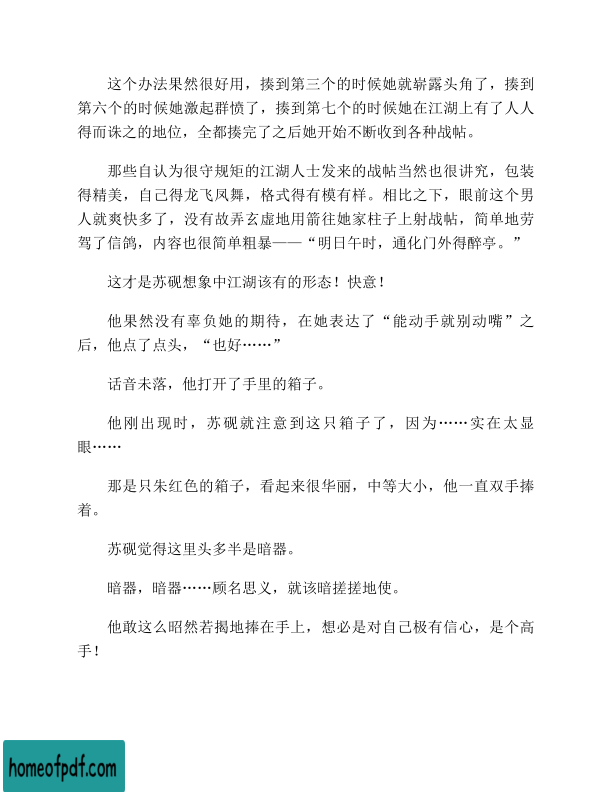 这个办法果然很好用，揍到第三个的时候她就崭露头角了，揍到
第六个的时候她激起群愤了，揍到第七个的时候她在江湖上有了人人
得而诛之的地位，全都揍完了之后她开始不断收到各种战帖。
那些自认为很守规矩的江湖人士发来的战帖当然也很讲究，包装
得精美，自己得龙飞凤舞，格式得有模有样。相比之下，眼前这个男
人就爽快多了，没有故弄玄虚地用箭往她家柱子上射战帖，简单地劳
驾了信鸽，内容也很简单粗暴——“明日午时，通化门外得醉亭。”
这才是苏砚想象中江湖该有的形态！快意！
他果然没有辜负她的期待，在她表达了“能动手就别动嘴”之
后，他点了点头，“也好……”
话音未落，他打开了手里的箱子。
他刚出现时，苏砚就注意到这只箱子了，因为……实在太显
眼……
那是只朱红色的箱子，看起来很华丽，中等大小，他一直双手捧
着。
苏砚觉得这里头多半是暗器。
暗器，暗器……顾名思义，就该暗搓搓地使。
他敢这么昭然若揭地捧在手上，想必是对自己极有信心，是个高
手！
homeofpdf.com